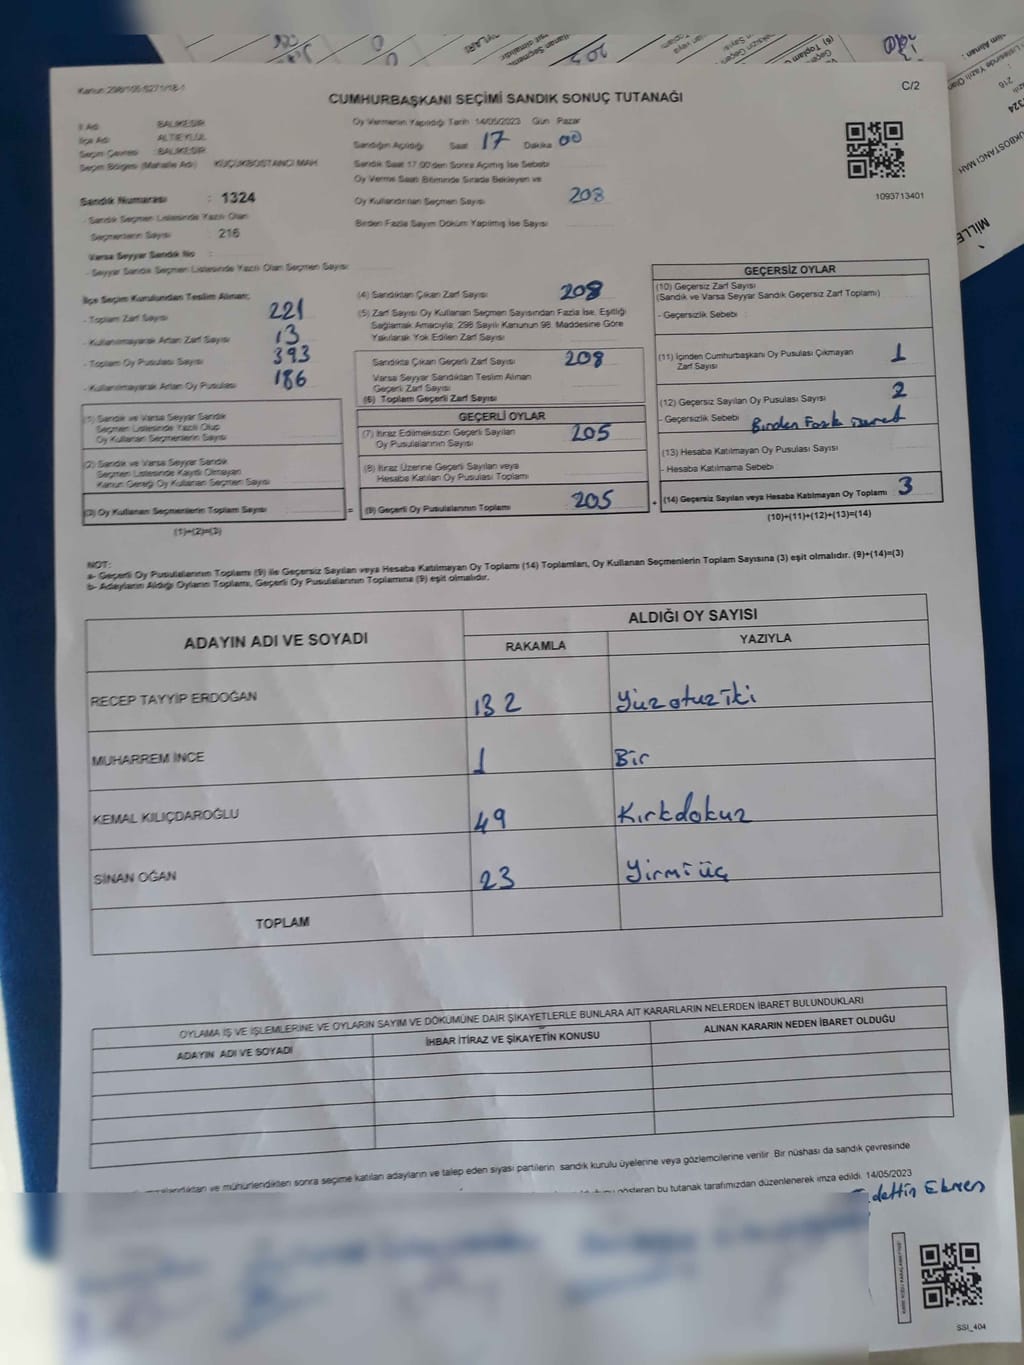 Kanun:298/105-5271/18-1
C/2
CUMHURBAŞKANI SEÇİMİ SANDIK SONUÇ TUTANAĞI
İl Adı : BALIKESİR
İlçe Adı : ALTIEYLÜL
Seçim Çevresi : BALIKESİR
Seçim Bölgesi (Mahalle Adı) : KÜÇÜKBOSTANCI MAH.
Sandık Numarası : 1324
- Sandık Seçmen Listesinde Yazılı Olan
Seçmenlerin Sayısı : 216
Varsa Seyyar Sandık No :
- Seyyar Sandık Seçmen Listesinde Yazılı Olan Seçmen Sayısı:
Oy Vermenin Yapıldığı Tarih :14/05/2023 Gün : Pazar
Sandığın Açıldığı Saat 17 Dakika 00
Sandık Saat 17:00'den Sonra Açılmış İse Sebebi
Oy Verme Saati Bitiminde Sırada Bekleyen ve
Oy Kullandırılan Seçmen Sayısı 208
Birden Fazla Sayım Döküm Yapılmış İse Sayısı
1093713401
İlçe Seçim Kurulundan Teslim Alınan;
- Toplam Zarf Sayısı : 221
- Kullanılmayarak Artan Zarf Sayısı : 13
- Toplam Oy Pusulası Sayısı : 393
- Kullanılmayarak Artan Oy Pusulası : 186
(1) Sandık ve Varsa Seyyar Sandık
Seçmen Listesinde Yazılı Olup
Oy Kullanan Seçmenlerin Sayısı
(2) Sandık ve Varsa Seyyar Sandık
Seçmen Listesinde Kayıtlı Olmayan
Kanun Gereği Oy Kullanan Seçmen Sayısı
(3) Oy Kullanan Seçmenlerin Toplam Sayısı
(1)+(2)=(3)
(4) Sandıktan Çıkan Zarf Sayısı : 208
(5) Zarf Sayısı Oy Kullanan Seçmen Sayısından Fazla İse, Eşitliği
Sağlamak Amacıyla; 298 Sayılı Kanunun 98. Maddesine Göre
Yakılarak Yok Edilen Zarf Sayısı
Sandıkta Çıkan Geçerli Zarf Sayısı 208
Varsa Seyyar Sandıktan Teslim Alınan
Geçerli Zarf Sayısı
(6) Toplam Geçerli Zarf Sayısı
GEÇERLİ OYLAR
(7) İtiraz Edilmeksizin Geçerli Sayılan
Oy Pusulalarının Sayısı 205
(8) İtiraz Üzerine Geçerli Sayılan veya
Hesaba Katılan Oy Pusulası Toplamı
= (9) Geçerli Oy Pusulalarının Toplamı 205
GEÇERSİZ OYLAR
(10) Geçersiz Zarf Sayısı
(Sandık ve Varsa Seyyar Sandık Geçersiz Zarf Toplamı)
- Geçersizlik Sebebi :
(11) İçinden Cumhurbaşkanı Oy Pusulası Çıkmayan
Zarf Sayısı 1
(12) Geçersiz Sayılan Oy Pusulası Sayısı 2
- Geçersizlik Sebebi : Birden Fazla
(13) Hesaba Katılmayan Oy Pusulası Sayısı
- Hesaba Katılmama Sebebi
+ (14) Geçersiz Sayılan veya Hesaba Katılmayan Oy Toplamı 3
(10)+(11)+(12)+(13)=(14)
NOT:
a- Geçerli Oy Pusulalarının Toplamı (9) ile Geçersiz Sayılan veya Hesaba Katılmayan Oy Toplamı (14) Toplamları, Oy Kullanan Seçmenlerin Toplam Sayısına (3) eşit olmalıdır. (9)+(14)=(3)
b- Adayların Aldığı Oyların Toplamı, Geçerli Oy Pusulalarının Toplamına (9) eşit olmalıdır.
ADAYIN ADI VE SOYADI
ALDIĞI OY SAYISI
RAKAMLA YAZIYLA
RECEP TAYYİP ERDOĞAN 132 Yüzotuziki
MUHARREM İNCE 1 Bir
KEMAL KILIÇDAROĞLU 49 Kırkdokuz
SİNAN OĞAN 23 Yirmiüç
TOPLAM
OYLAMA İŞ VE İŞLEMLERİNE VE OYLARIN SAYIM VE DÖKÜMÜNE DAİR ŞİKAYETLERLE BUNLARA AİT KARARLARIN NELERDEN İBARET BULUNDUKLARI
ADAYIN ADI VE SOYADI İHBAR İTİRAZ VE ŞİKAYETİN KONUSU ALINAN KARARIN NEDEN İBARET OLDUĞU
ve mühürlendikten sonra seçime katılan adayların ve talep eden siyasi partilerin sandık kurulu üyelerine veya gözlemcilerine verilir. Bir nüshası da sandık çevresinde
gösteren bu tutanak tarafımızdan düzenlenerek imza edildi. 14/05/2023
SSI_404